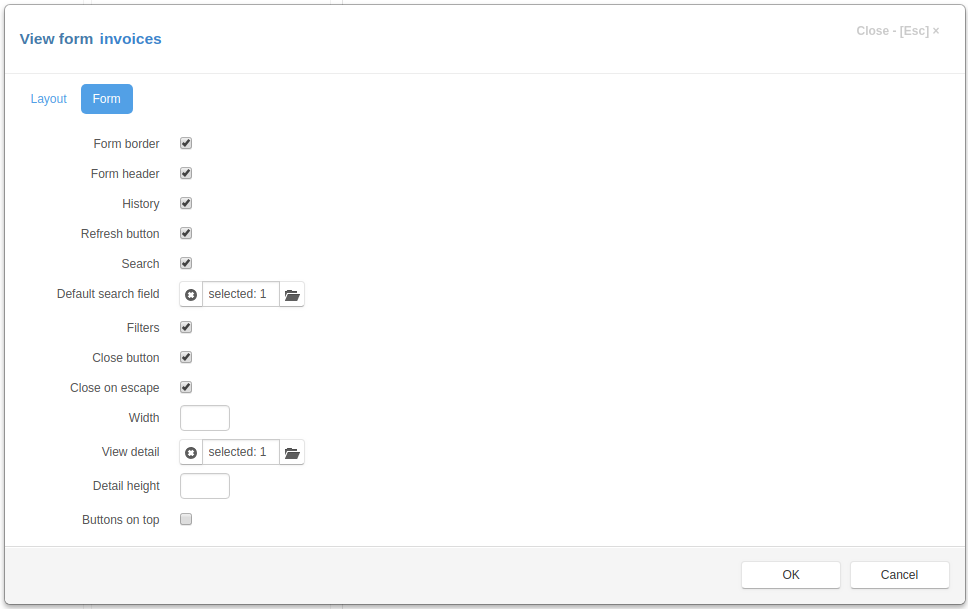 View form invoices
Close - [Esc] ×
Layout Form
Form border
Form header
History
Refresh button
Search
Default search field selected: 1
Filters
Close button
Close on escape
Width
View detail selected: 1
Detail height
Buttons on top
OK Cancel